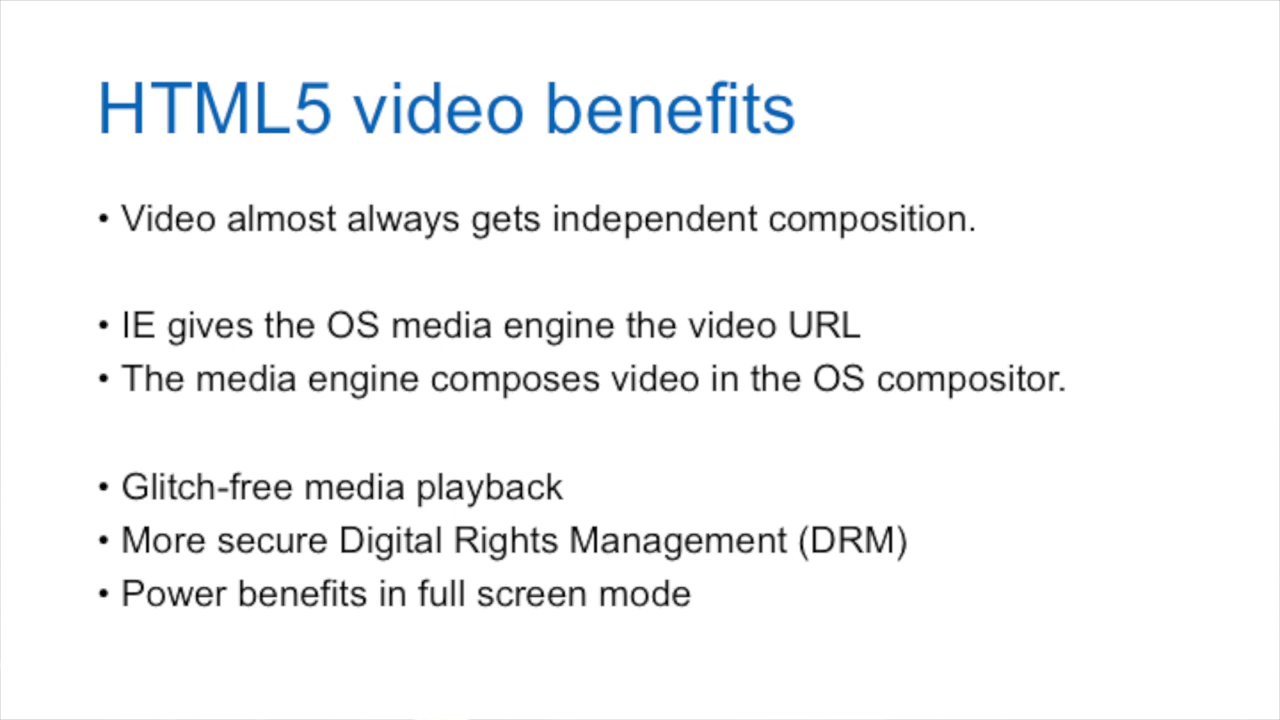 HTML5 video benefits
• Video almost always gets independent composition.
• IE gives the OS media engine the video URL
• The media engine composes video in the OS compositor.
• Glitch-free media playback
• More secure Digital Rights Management (DRM)
• Power benefits in full screen mode